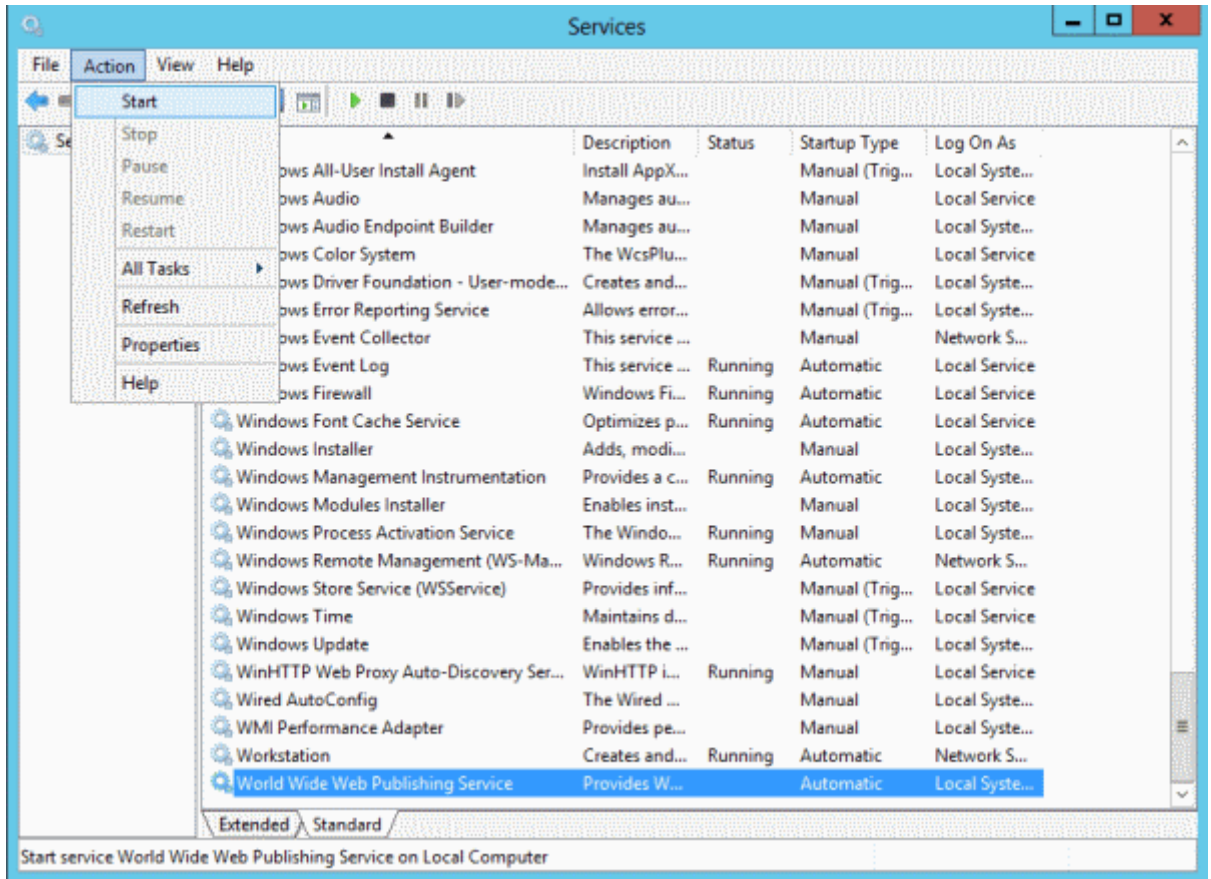 Services
File Action View Help
Start
Stop
Pause
Resume
Restart
All Tasks
Refresh
Properties
Help
Se
Description Status Startup Type Log On As
ows All-User Install Agent Install AppX... Manual (Trig... Local Syste...
ows Audio Manages au... Manual Local Service
ows Audio Endpoint Builder Manages au... Manual Local Syste...
ows Color System The WcsPlu... Manual Local Service
ows Driver Foundation - User-mode... Creates and... Manual (Trig... Local Syste...
ows Error Reporting Service Allows error... Manual (Trig... Local Syste...
ows Event Collector This service ... Manual Network S...
ows Event Log This service ... Running Automatic Local Service
ows Firewall Windows Fi... Running Automatic Local Service
Windows Font Cache Service Optimizes p... Running Automatic Local Service
Windows Installer Adds, modi... Manual Local Syste...
Windows Management Instrumentation Provides a c... Running Automatic Local Syste...
Windows Modules Installer Enables inst... Manual Local Syste...
Windows Process Activation Service The Windo... Running Manual Local Syste...
Windows Remote Management (WS-Ma... Windows R... Running Automatic Network S...
Windows Store Service (WSService) Provides inf... Manual (Trig... Local Service
Windows Time Maintains d... Manual (Trig... Local Service
Windows Update Enables the ... Manual (Trig... Local Syste...
WinHTTP Web Proxy Auto-Discovery Ser... WinHTTP i... Running Manual Local Service
Wired AutoConfig The Wired ... Manual Local Syste...
WMI Performance Adapter Provides pe... Manual Local Syste...
Workstation Creates and... Running Automatic Network S...
World Wide Web Publishing Service Provides W... Automatic Local Syste...
Extended Standard
Start service World Wide Web Publishing Service on Local Computer